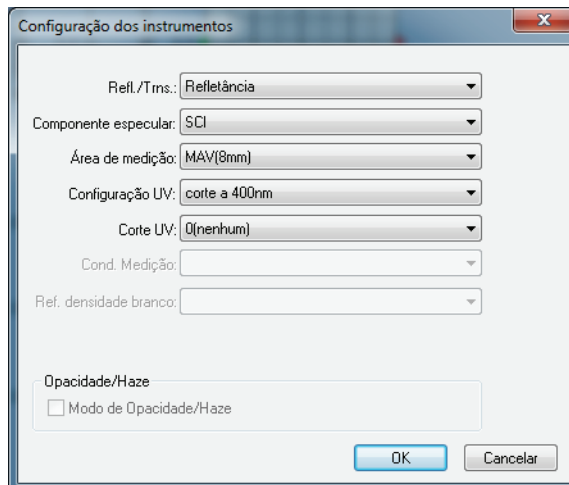 Configuração dos instrumentos
Refl./Trns.: Refletância
Componente especular: SCI
Área de medição: MAV(8mm)
Configuração UV: corte a 400nm
Corte UV: 0(nenhum)
Cond. Medição:
Ref. densidade branco:
Opacidade/Haze
Modo de Opacidade/Haze
OK Cancelar